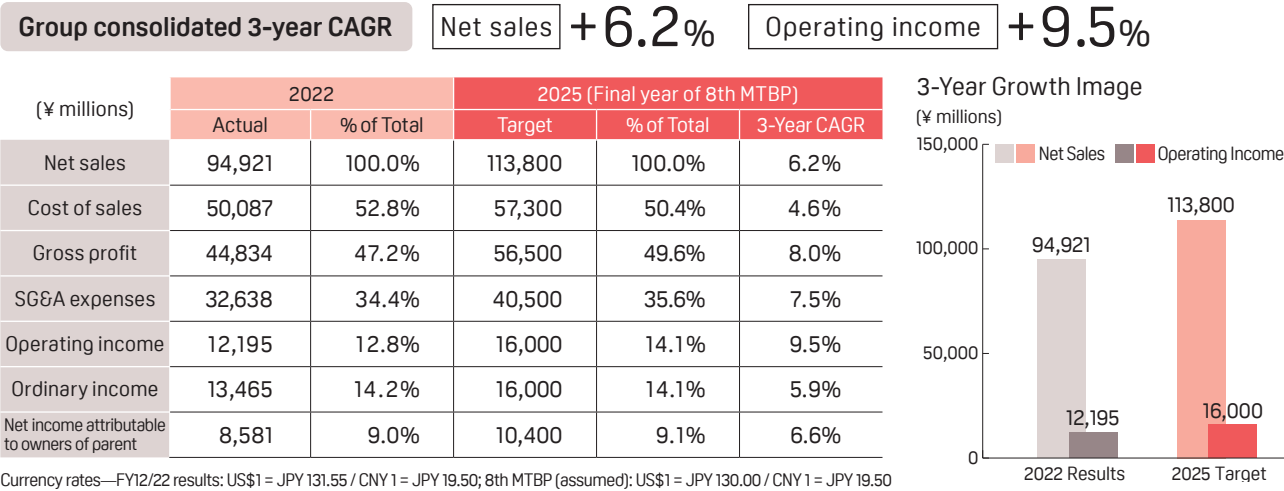 Group consolidated 3-year CAGR Net sales +6.2% Operating income +9.5%
(¥ millions) 2022 2025 (Final year of 8th MTBP)
Actual % of Total Target % of Total 3-Year CAGR
Net sales 94,921 100.0% 113,800 100.0% 6.2%
Cost of sales 50,087 52.8% 57,300 50.4% 4.6%
Gross profit 44,834 47.2% 56,500 49.6% 8.0%
SG&A expenses 32,638 34.4% 40,500 35.6% 7.5%
Operating income 12,195 12.8% 16,000 14.1% 9.5%
Ordinary income 13,465 14.2% 16,000 14.1% 5.9%
Net income attributable
to owners of parent 8,581 9.0% 10,400 9.1% 6.6%
Currency rates—FY12/22 results: US$1 = JPY 131.55 / CNY 1 = JPY 19.50; 8th MTBP (assumed): US$1 = JPY 130.00 / CNY 1 = JPY 19.50
3-Year Growth Image
(¥ millions)
150,000
Net Sales Operating Income
113,800
100,000
94,921
50,000
12,195
16,000
0
2022 Results 2025 Target